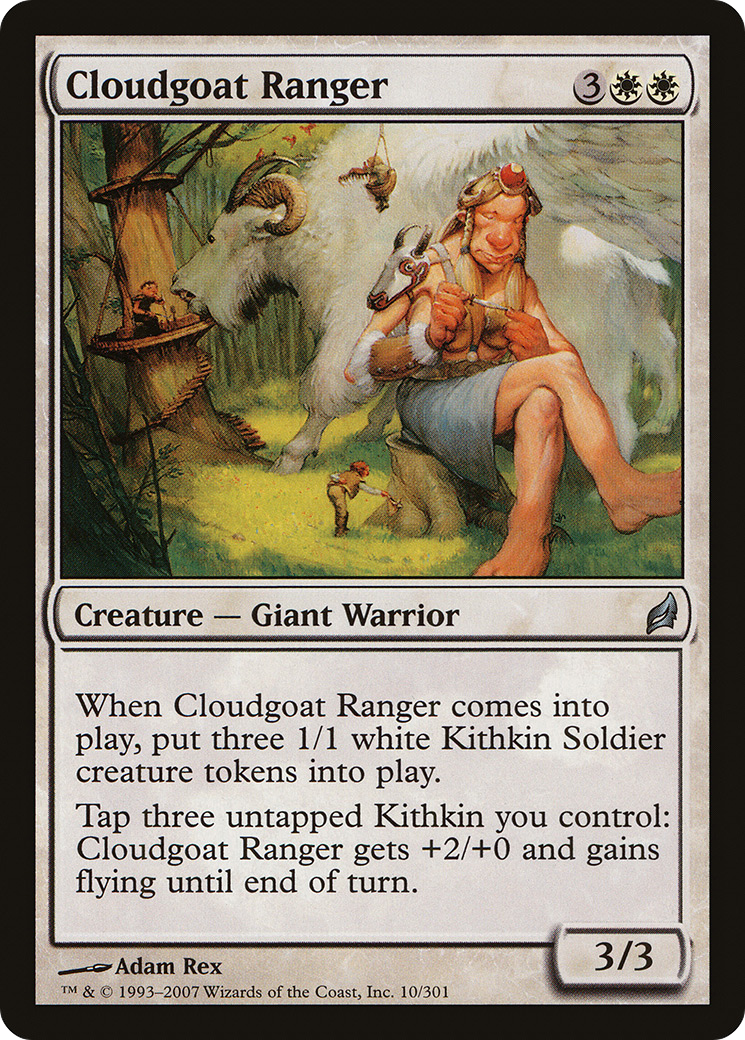 Cloudgoat Ranger 3
Creature — Giant Warrior
When Cloudgoat Ranger comes into
play, put three 1/1 white Kithkin Soldier
creature tokens into play.
Tap three untapped Kithkin you control:
Cloudgoat Ranger gets +2/+0 and gains
flying until end of turn.
3/3
Adam Rex
™ & © 1993–2007 Wizards of the Coast, Inc. 10/301